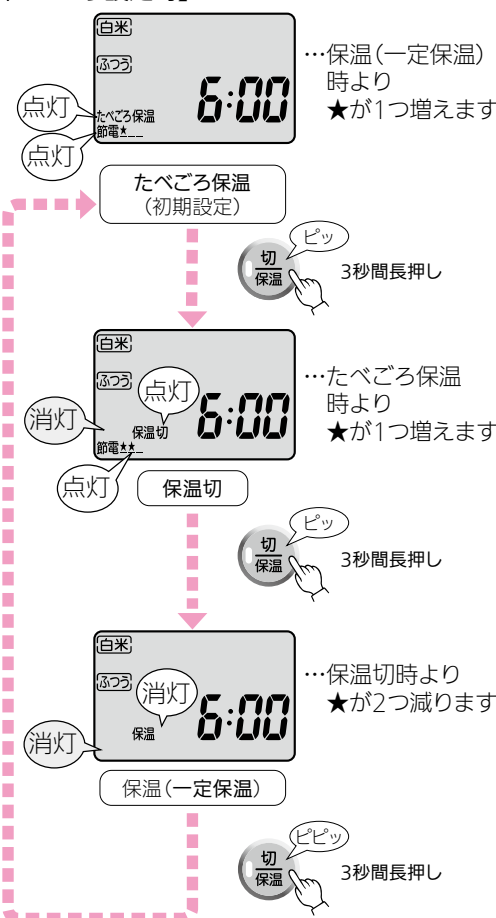 白米
ふつう
6:00
…保温（一定保温）
時より
★が1つ増えます
点灯
たべごろ保温
節電★__
点灯
たべごろ保温
（初期設定）
ピッ
切
保温
3秒間長押し
白米
ふつう
点灯
6:00
…たべごろ保温
時より
★が1つ増えます
消灯
保温切
節電★★_
点灯
保温切
ピッ
切
保温
3秒間長押し
白米
ふつう
消灯
6:00
…保温切時より
★が2つ減ります
消灯
保温
保温（一定保温）
ピピッ
切
保温
3秒間長押し